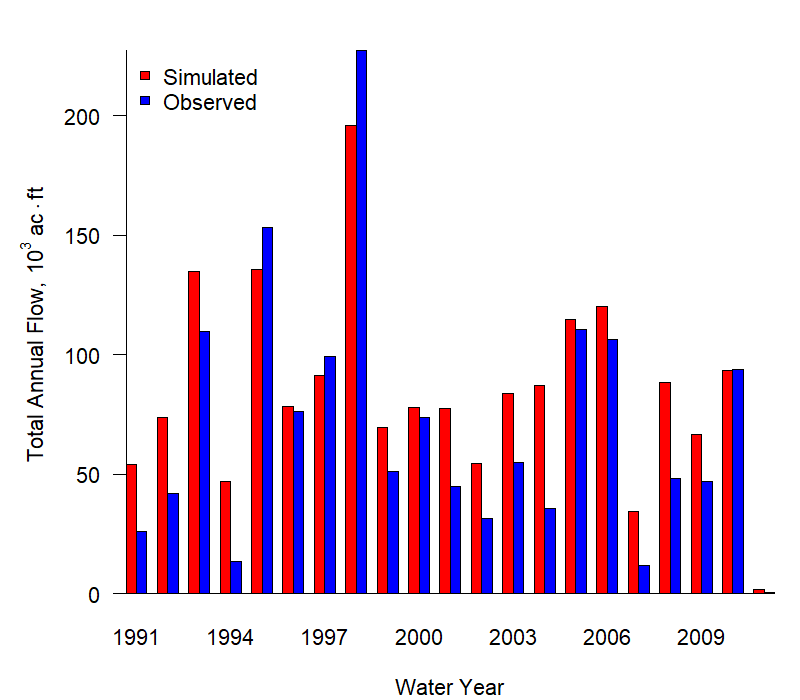 Simulated
Observed
Total Annual Flow, 10³ ac·ft
200
150
100
50
0
1991 1994 1997 2000 2003 2006 2009
Water Year